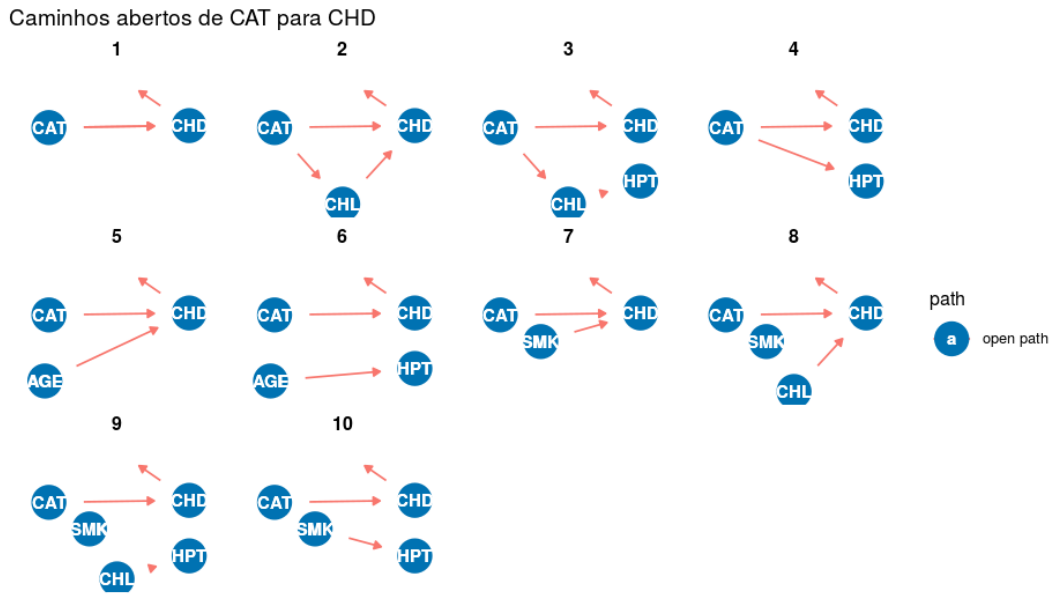 Caminhos abertos de CAT para CHD
1 2 3 4
CAT CHD CAT CHD CAT CHD CAT CHD
HPT HPT
CHL CHL
5 6 7 8
CAT CHD CAT CHD CAT CHD CAT CHD
SMK SMK
AGE AGE HPT CHL
path
a open path
9 10
CAT CHD CAT CHD
SMK SMK
HPT HPT
CHL